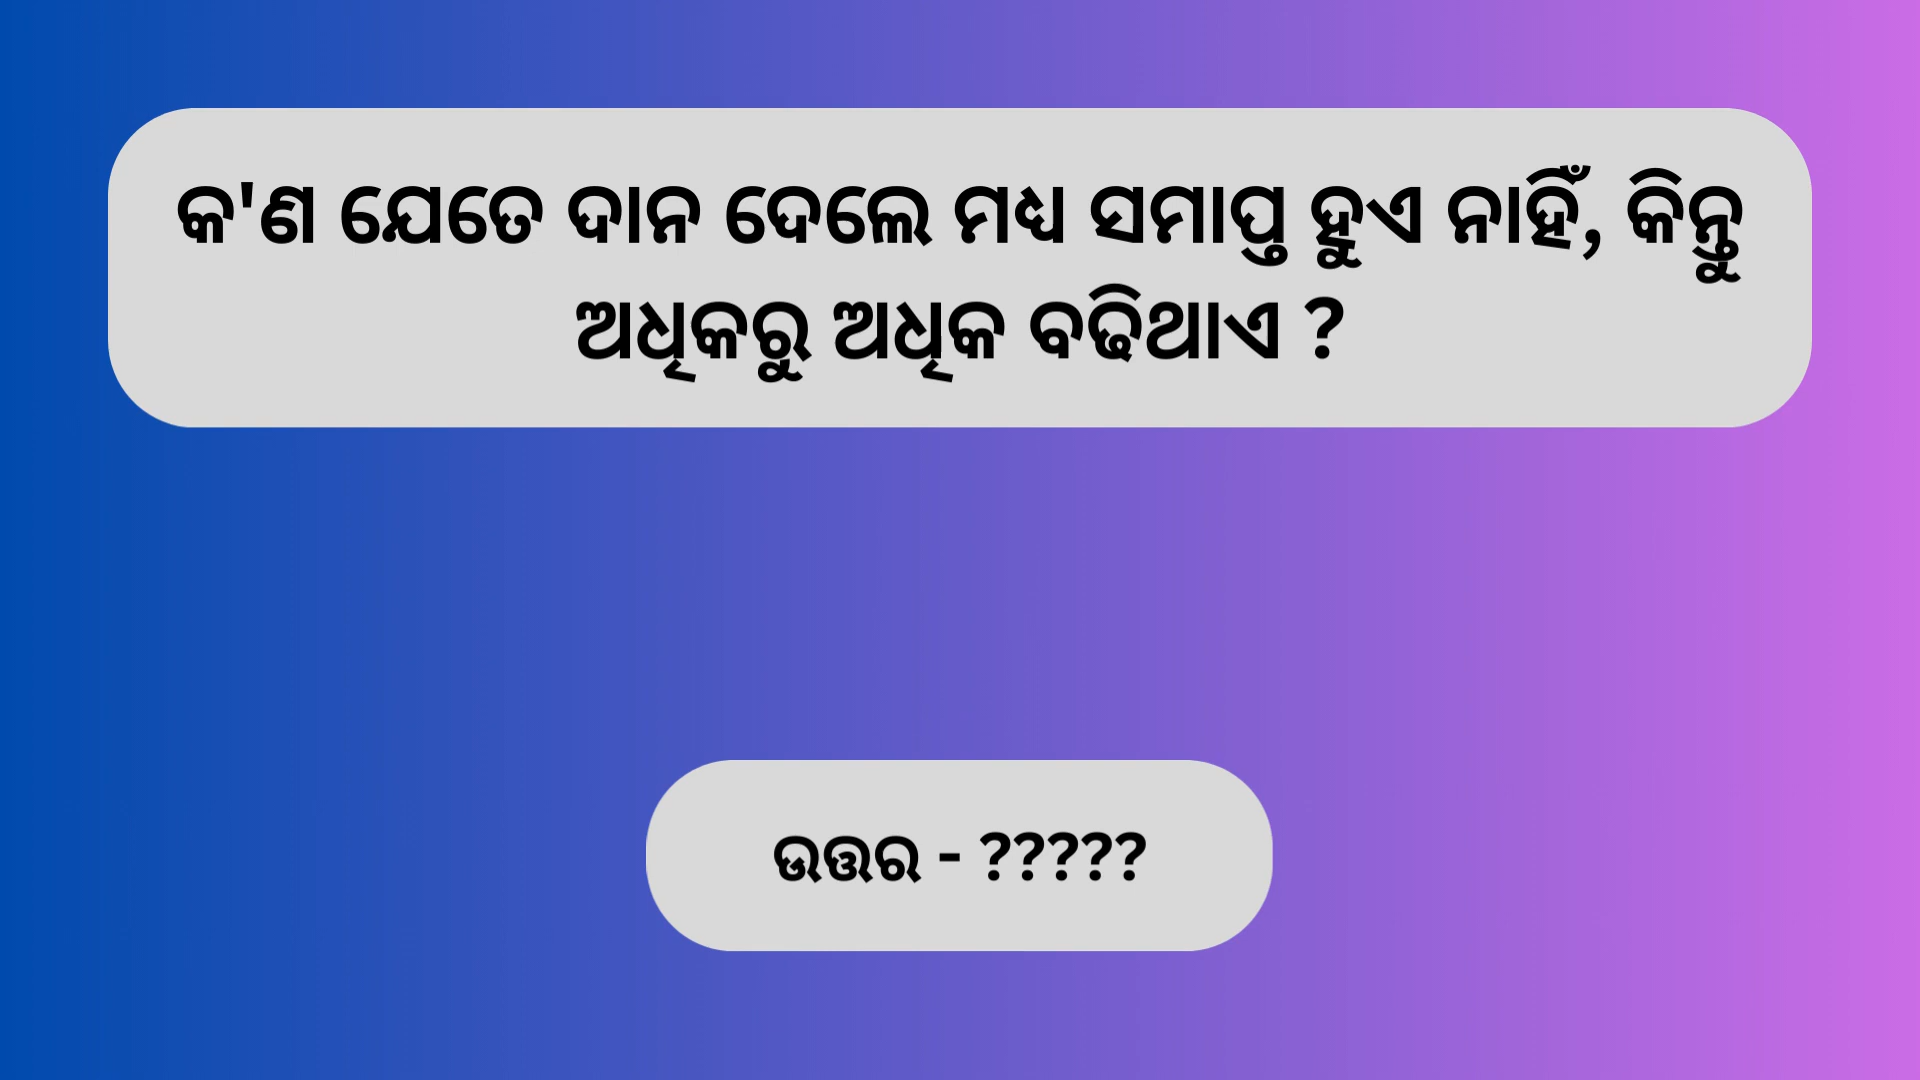 କ'ଣ ଯେତେ ଦାନ ଦେଲେ ମଧ୍ୟ ସମାପ୍ତ ହୁଏ ନାହିଁ, କିନ୍ତୁ
ଅଧିକରୁ ଅଧିକ ବଢିଥାଏ ?
ଉତ୍ତର - ?????